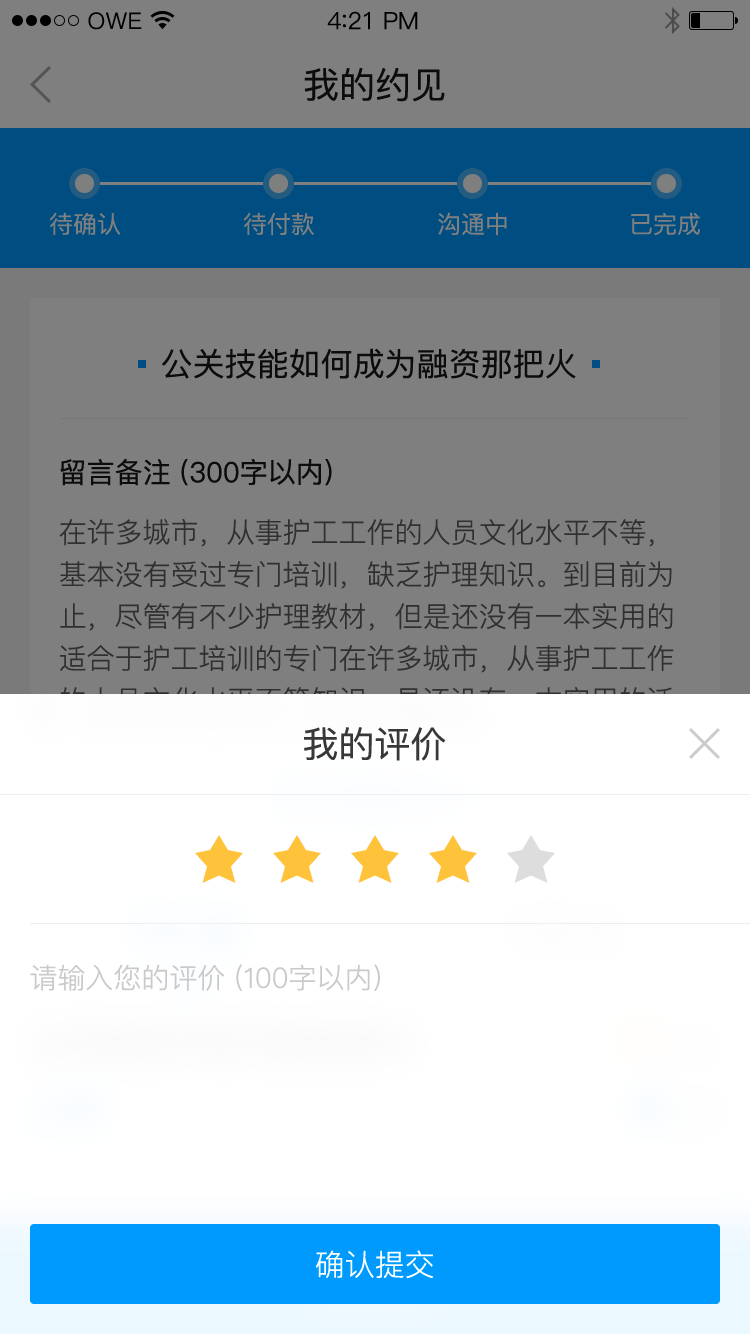 OWE
4:21 PM
我的约见
待确认
待付款
沟通中
已完成
公关技能如何成为融资那把火
留言备注 (300字以内)
在许多城市，从事护工工作的人员文化水平不等，
基本没有受过专门培训，缺乏护理知识。到目前为
止，尽管有不少护理教材，但是还没有一本实用的
适合于护工培训的专门在许多城市，从事护工工作
我的评价
请输入您的评价 (100字以内)
确认提交